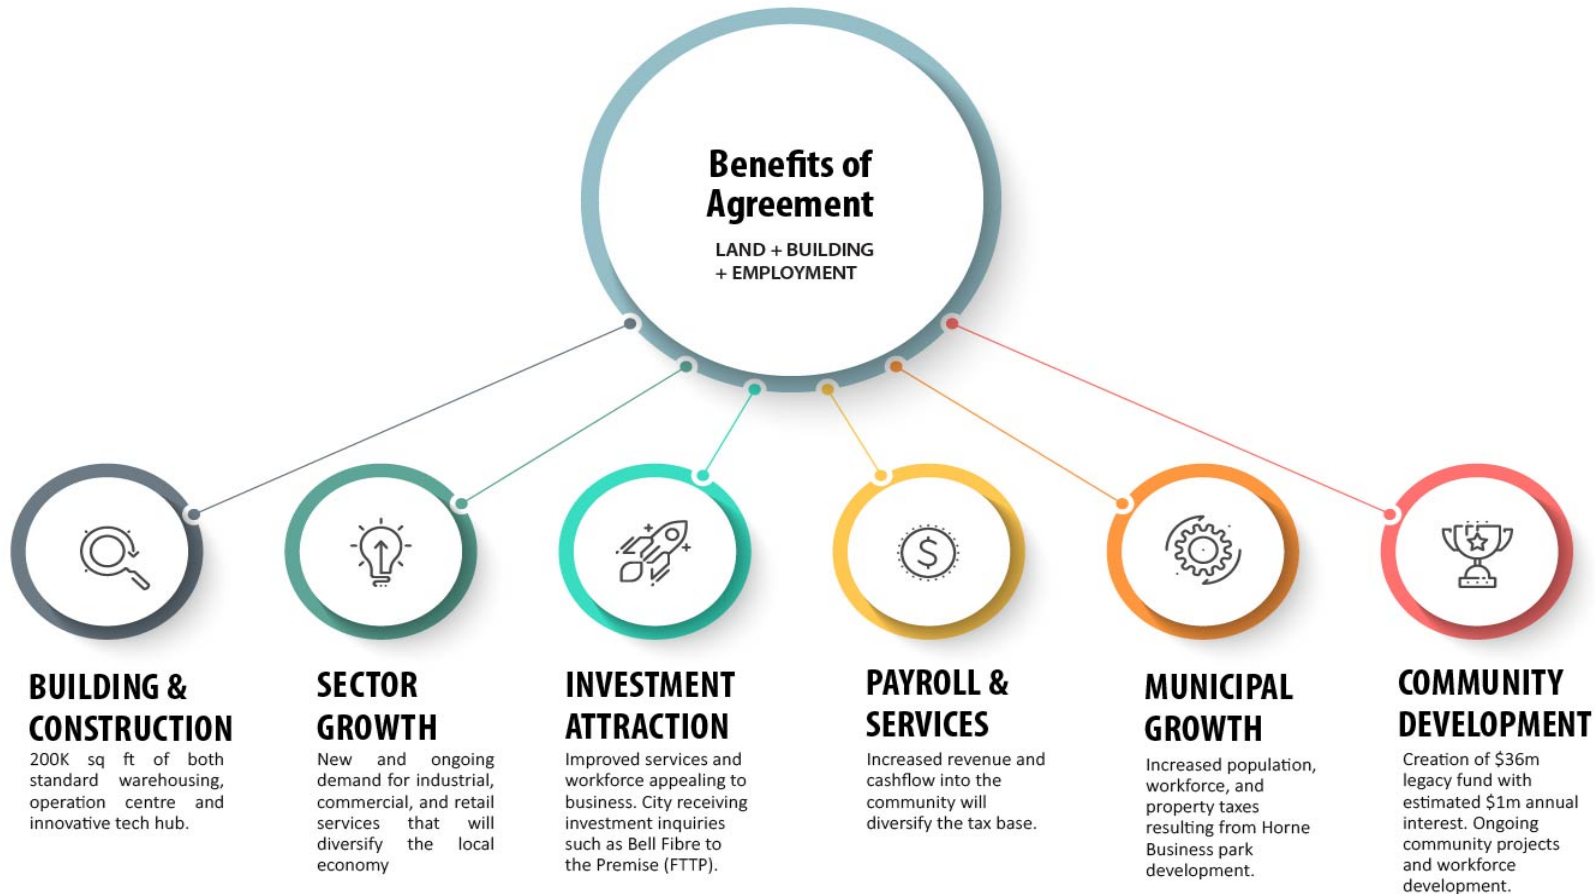 Benefits of
Agreement
LAND + BUILDING
+ EMPLOYMENT
BUILDING &
CONSTRUCTION
200K sq ft of both
standard warehousing,
operation centre and
innovative tech hub.
SECTOR
GROWTH
New and ongoing
demand for industrial,
commercial, and retail
services that will
diversify the local
economy
INVESTMENT
ATTRACTION
Improved services and
workforce appealing to
business. City receiving
investment inquiries
such as Bell Fibre to
the Premise (FTTP).
PAYROLL &
SERVICES
Increased revenue and
cashflow into the
community will
diversify the tax base.
MUNICIPAL
GROWTH
Increased population,
workforce, and
property taxes
resulting from Horne
Business park
development.
COMMUNITY
DEVELOPMENT
Creation of $36m
legacy fund with
estimated $1m annual
interest. Ongoing
community projects
and workforce
development.